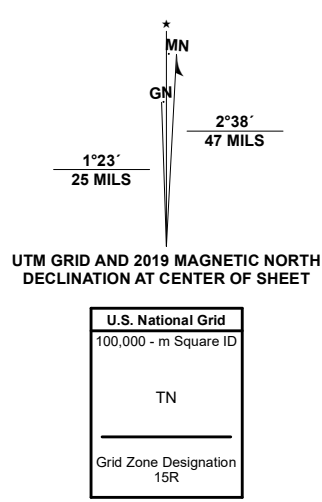 ★
MN
GN
2°38´
47 MILS
1°23´
25 MILS
UTM GRID AND 2019 MAGNETIC NORTH
DECLINATION AT CENTER OF SHEET
U.S. National Grid
100,000 - m Square ID
TN
Grid Zone Designation
15R